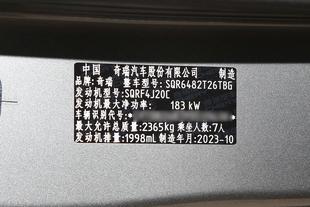 中国 奇瑞汽车股份有限公司 制造
品牌：奇瑞 整车型号：SQR6482T26TBG
发动机型号：SQRF4J20C
发动机最大净功率： 183 kW
车辆识别代号：*
最大允许总质量：2365kg 乘坐人数：7人
发动机排量：1998mL 制造年月：2023-10